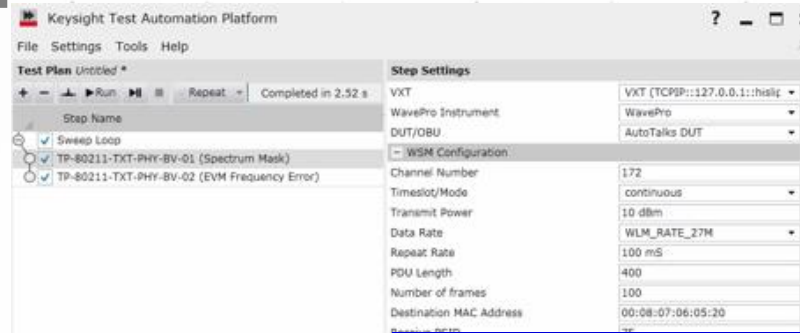 Keysight Test Automation Platform
?
File Settings Tools Help
Test Plan Untitled *
+ − Run Repeat Completed in 2.52 s
Step Name
Sweep Loop
TP-80211-TXT-PHY-BV-01 (Spectrum Mask)
TP-80211-TXT-PHY-BV-02 (EVM Frequency Error)
Step Settings
VXT VXT (TCPIP::127.0.0.1::hislip
WavePro Instrument WavePro
DUT/OBU AutoTalks DUT
− WSM Configuration
Channel Number 172
Timeslot/Mode continuous
Transmit Power 10 dBm
Data Rate WLM_RATE_27M
Repeat Rate 100 mS
PDU Length 400
Number of frames 100
Destination MAC Address 00:08:07:06:05:20